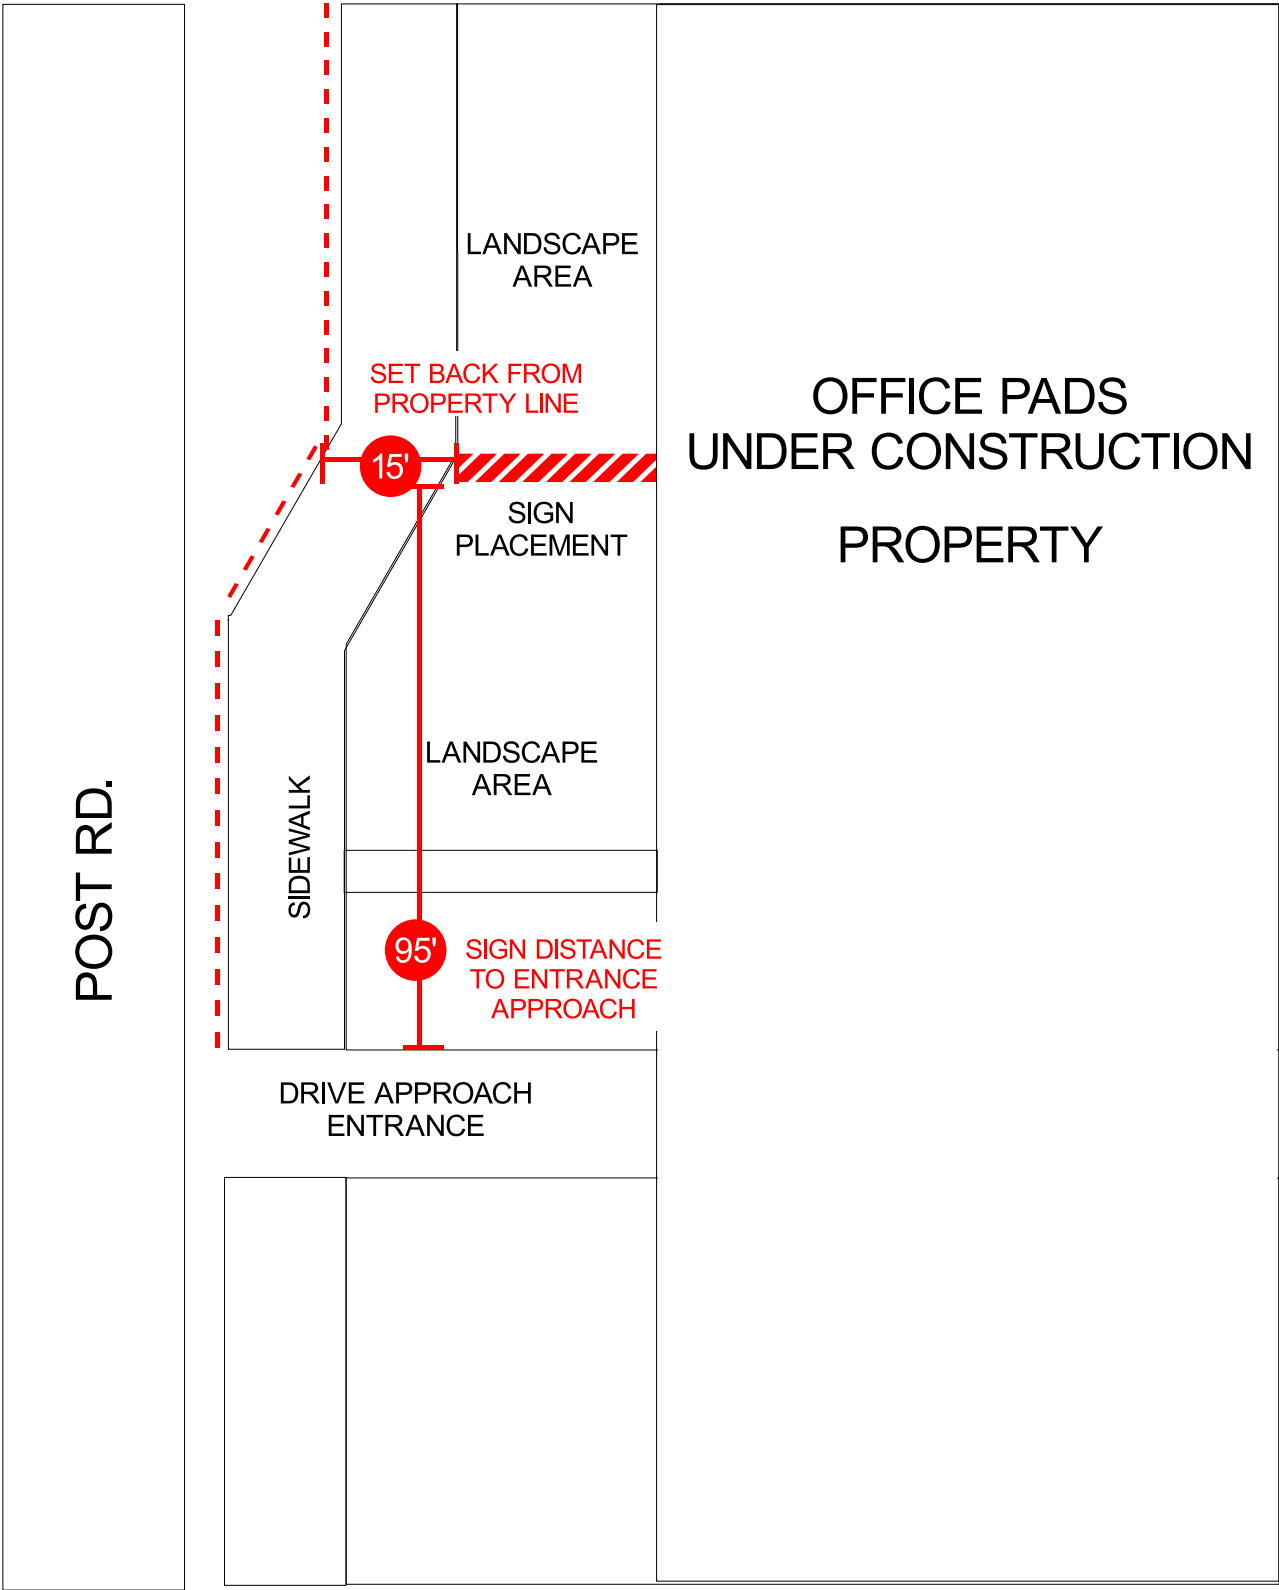 LANDSCAPE
AREA
SET BACK FROM
PROPERTY LINE
15'
SIGN
PLACEMENT
OFFICE PADS
UNDER CONSTRUCTION
PROPERTY
LANDSCAPE
AREA
POST RD.
SIDEWALK
95'
SIGN DISTANCE
TO ENTRANCE
APPROACH
DRIVE APPROACH
ENTRANCE